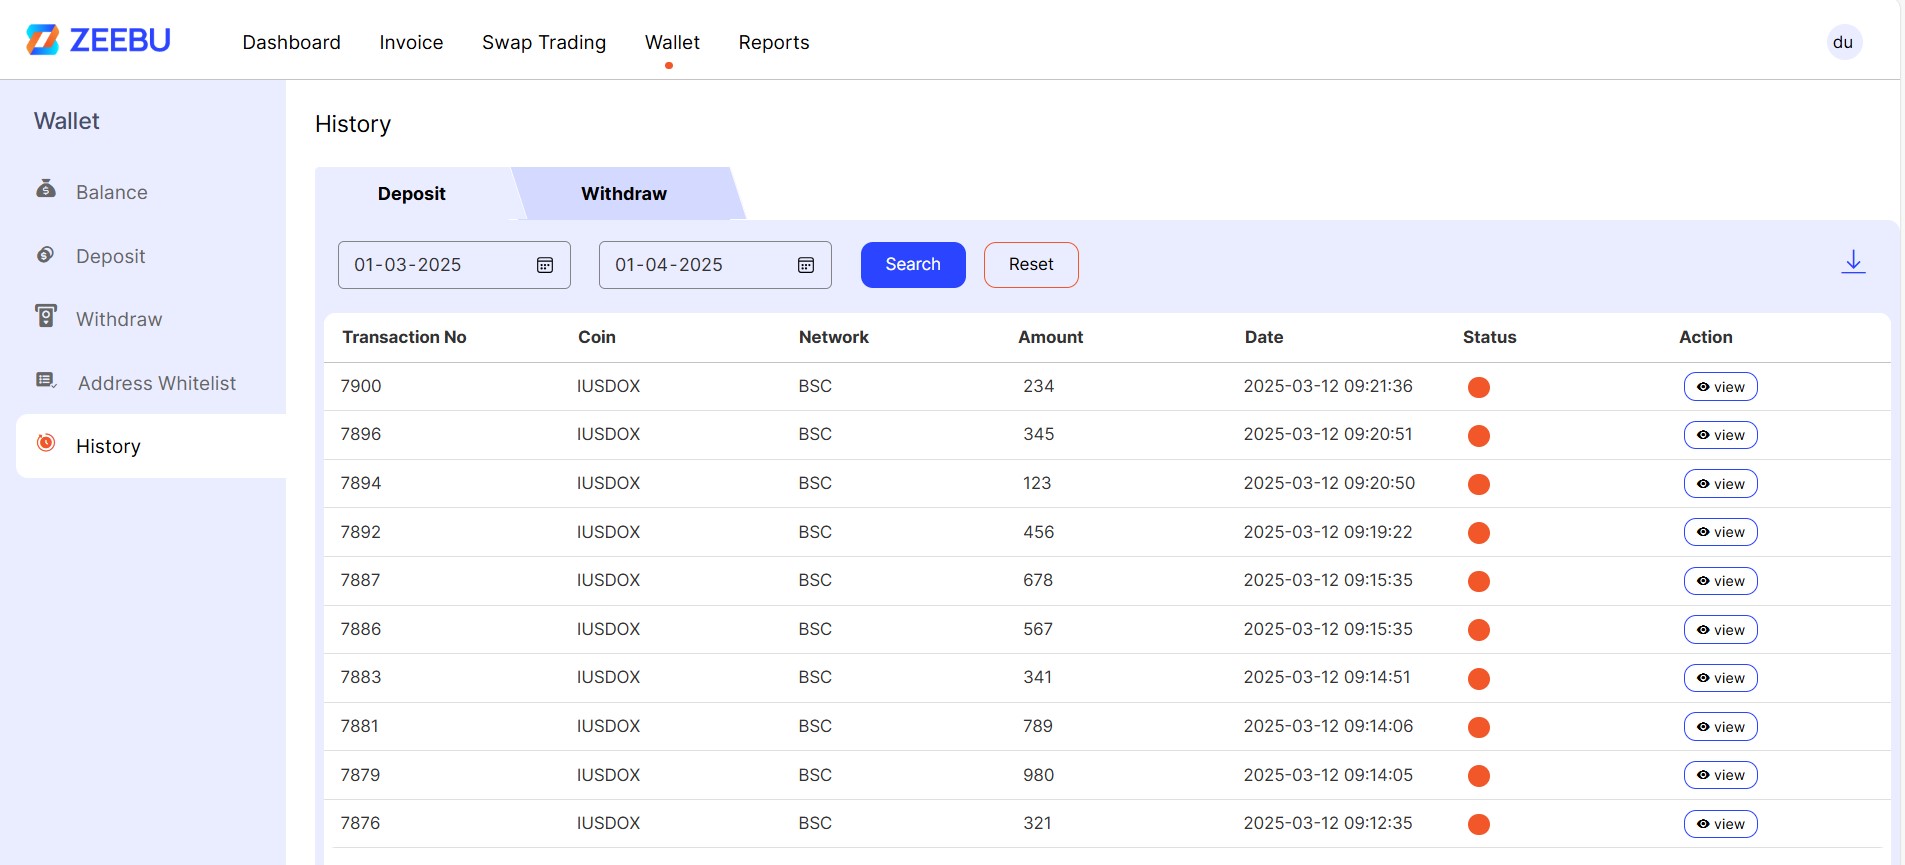 ZEEBU Dashboard Invoice Swap Trading Wallet Reports du
Wallet
Balance
Deposit
Withdraw
Address Whitelist
History
History
Deposit Withdraw
01-03-2025 01-04-2025 Search Reset
Transaction No Coin Network Amount Date Status Action
7900 IUSDOX BSC 234 2025-03-12 09:21:36 view
7896 IUSDOX BSC 345 2025-03-12 09:20:51 view
7894 IUSDOX BSC 123 2025-03-12 09:20:50 view
7892 IUSDOX BSC 456 2025-03-12 09:19:22 view
7887 IUSDOX BSC 678 2025-03-12 09:15:35 view
7886 IUSDOX BSC 567 2025-03-12 09:15:35 view
7883 IUSDOX BSC 341 2025-03-12 09:14:51 view
7881 IUSDOX BSC 789 2025-03-12 09:14:06 view
7879 IUSDOX BSC 980 2025-03-12 09:14:05 view
7876 IUSDOX BSC 321 2025-03-12 09:12:35 view